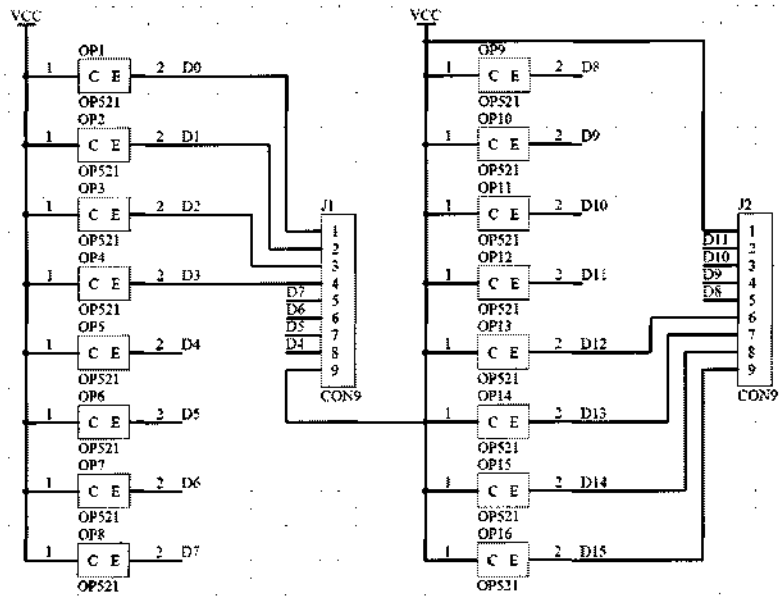 VCC
OP1
1 C E 2 D0
OP521
OP2
1 C E 2 D1
OP521
OP3
1 C E 2 D2
OP521
OP4
1 C E 2 D3
OP521
OP5
1 C E 2 D4
OP521
OP6
1 C E 2 D5
OP521
OP7
1 C E 2 D6
OP521
OP8
1 C E 2 D7
OP521
J1
1
2
3
4
D7 5
D6 6
D5 7
D4 8
9
CON9
VCC
OP9
1 C E 2 D8
OP521
OP10
1 C E 2 D9
OP521
OP11
1 C E 2 D10
OP521
OP12
1 C E 2 D11
OP521
OP13
1 C E 2 D12
OP521
OP14
1 C E 2 D13
OP521
OP15
1 C E 2 D14
OP521
OP16
1 C E 2 D15
OP521
J2
1
D11 2
D10 3
D9 4
D8 5
6
7
8
9
CON9